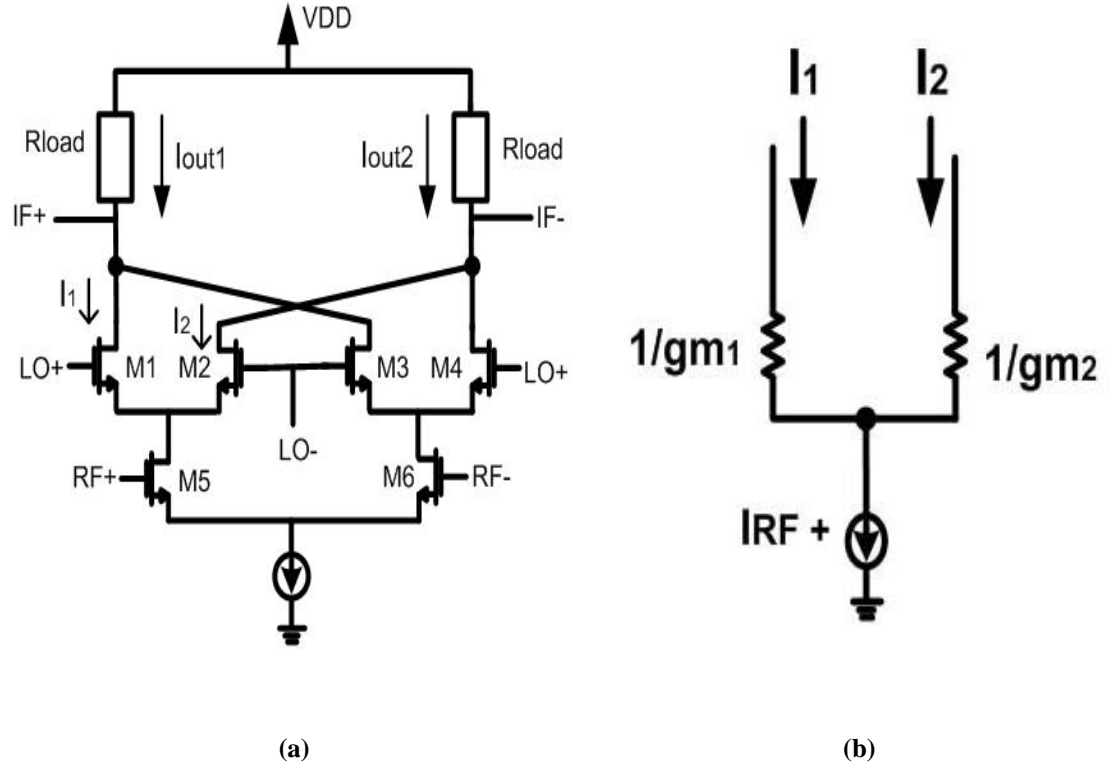 VDD
Rload
Iout1
Iout2
Rload
IF+
IF-
I1
I2
LO+
M1
M2
M3
M4
LO+
LO-
RF+
M5
M6
RF-
(a)
I1
I2
1/gm1
1/gm2
IRF +
(b)